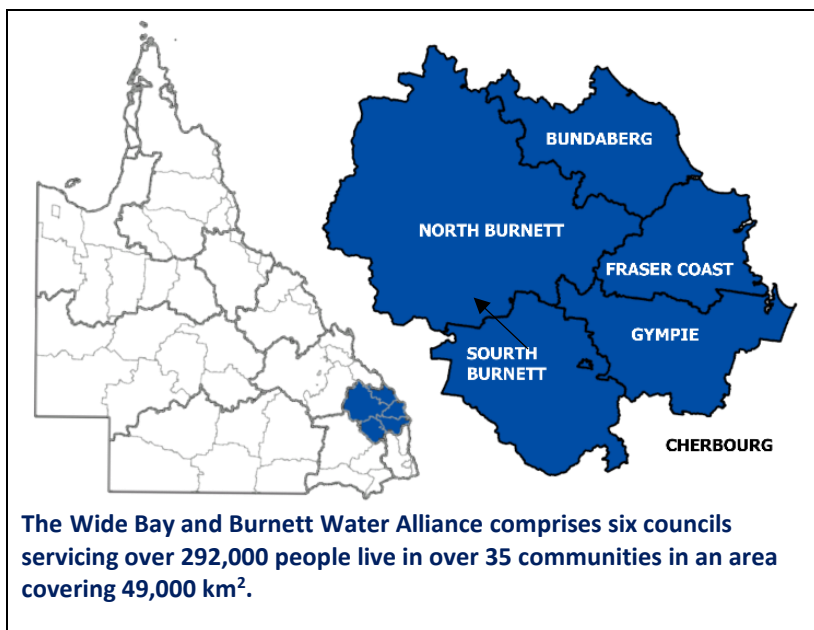 BUNDABERG
NORTH BURNETT
FRASER COAST
GYMPIE
SOURTH
BURNETT
CHERBOURG
The Wide Bay and Burnett Water Alliance comprises six councils
servicing over 292,000 people live in over 35 communities in an area
covering 49,000 km².